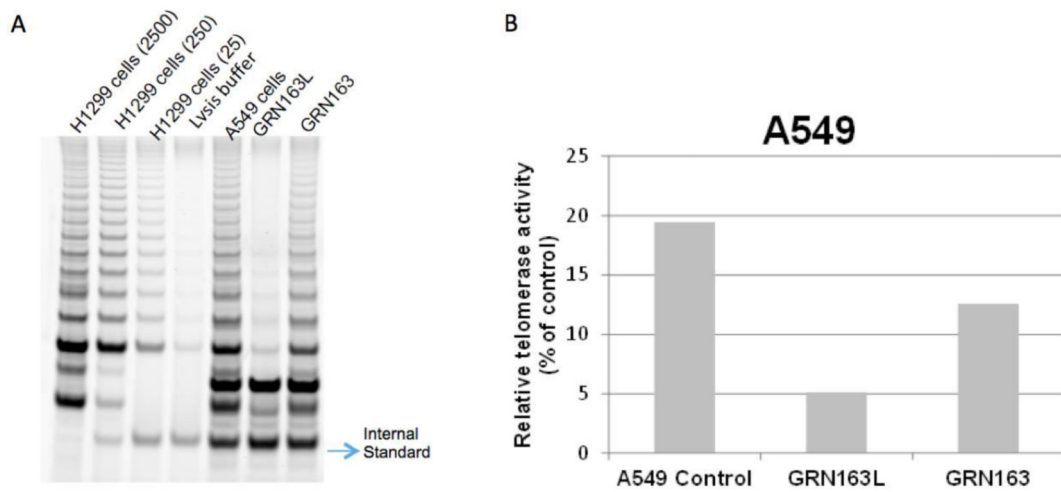 A
H1299 cells (2500)
H1299 cells (250)
H1299 cells (25)
Lvsis buffer
A549 cells
GRN163L
GRN163
Internal
Standard
B
A549
Relative telomerase activity
(% of control)
25
20
15
10
5
0
A549 Control
GRN163L
GRN163